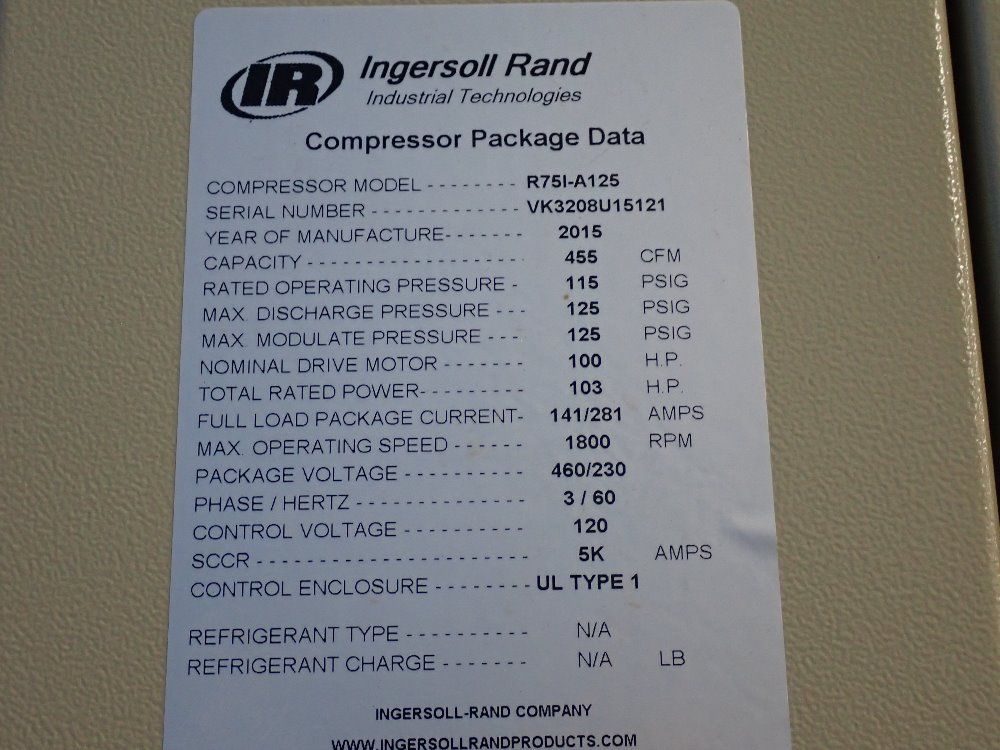 IR Ingersoll Rand
Industrial Technologies
Compressor Package Data
COMPRESSOR MODEL - - - - - - - - R75I-A125
SERIAL NUMBER - - - - - - - - - - - - - VK3208U15121
YEAR OF MANUFACTURE- - - - - - - 2015
CAPACITY - - - - - - - - - - - - - - - - - - - 455 CFM
RATED OPERATING PRESSURE - 115 PSIG
MAX. DISCHARGE PRESSURE - - - 125 PSIG
MAX. MODULATE PRESSURE - - - 125 PSIG
NOMINAL DRIVE MOTOR - - - - - - - 100 H.P.
TOTAL RATED POWER- - - - - - - - - 103 H.P.
FULL LOAD PACKAGE CURRENT- 141/281 AMPS
MAX. OPERATING SPEED - - - - - - 1800 RPM
PACKAGE VOLTAGE - - - - - - - - - - 460/230
PHASE / HERTZ - - - - - - - - - - - - - - 3 / 60
CONTROL VOLTAGE - - - - - - - - - - 120
SCCR - - - - - - - - - - - - - - - - - - - - - - - 5K AMPS
CONTROL ENCLOSURE - - - - - - - - UL TYPE 1
REFRIGERANT TYPE - - - - - - - - - - N/A
REFRIGERANT CHARGE - - - - - - - N/A LB
INGERSOLL-RAND COMPANY
WWW.INGERSOLLRANDPRODUCTS.COM